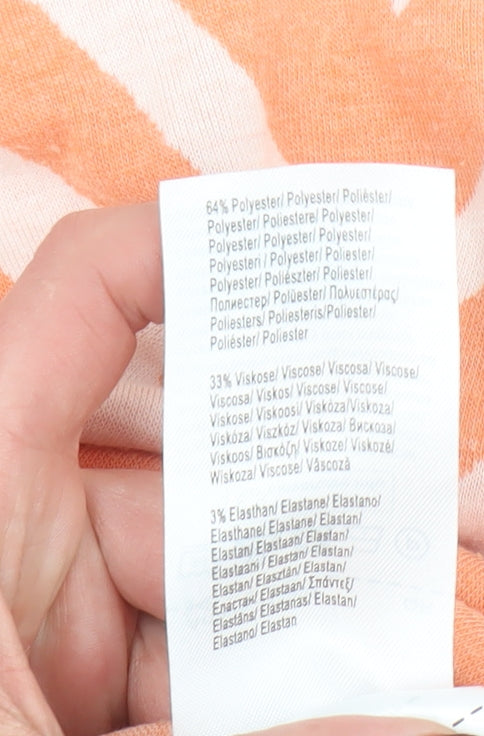 64% Polyester/ Polyester/ Poliéster/
Polyester/ Poliestere/ Polyester/
Polyester/ Polyester/ Polyester/
Polyesteri/ Polyester/ Poliester/
Polyester/ Poliészter/ Poliester/
Полиестер/ Polüester/ Πολυεστέρας/
Poliesters/ Poliesteris/Poliester/
Poliéster/ Poliester
33% Viskose/ Viscose/ Viscosa/ Viscose/
Viscosa/ Viskos/ Viscose/ Viscose/
Viskose/ Viskoosi/ Viskóza/Viskoza/
Viskóza/ Viszkóz/ Viskoza/ Вискоза/
Viskoos/ Βισκόζη/ Viskoze/ Viskozė/
Wiskoza/ Viscose/ Vâscoză
3% Elasthan/ Elastane/ Elastano/
Elasthane/ Elastane/ Elastan/
Elastan/ Elastaan/ Elastan/
Elastaani/ Elastan/ Elastan/
Elastan/ Elasztán/ Elastan/
Еластан/ Elastaan/ Σπάντεξ/
Elastāns/ Elastanas/ Elastan/
Elastano/ Elastan